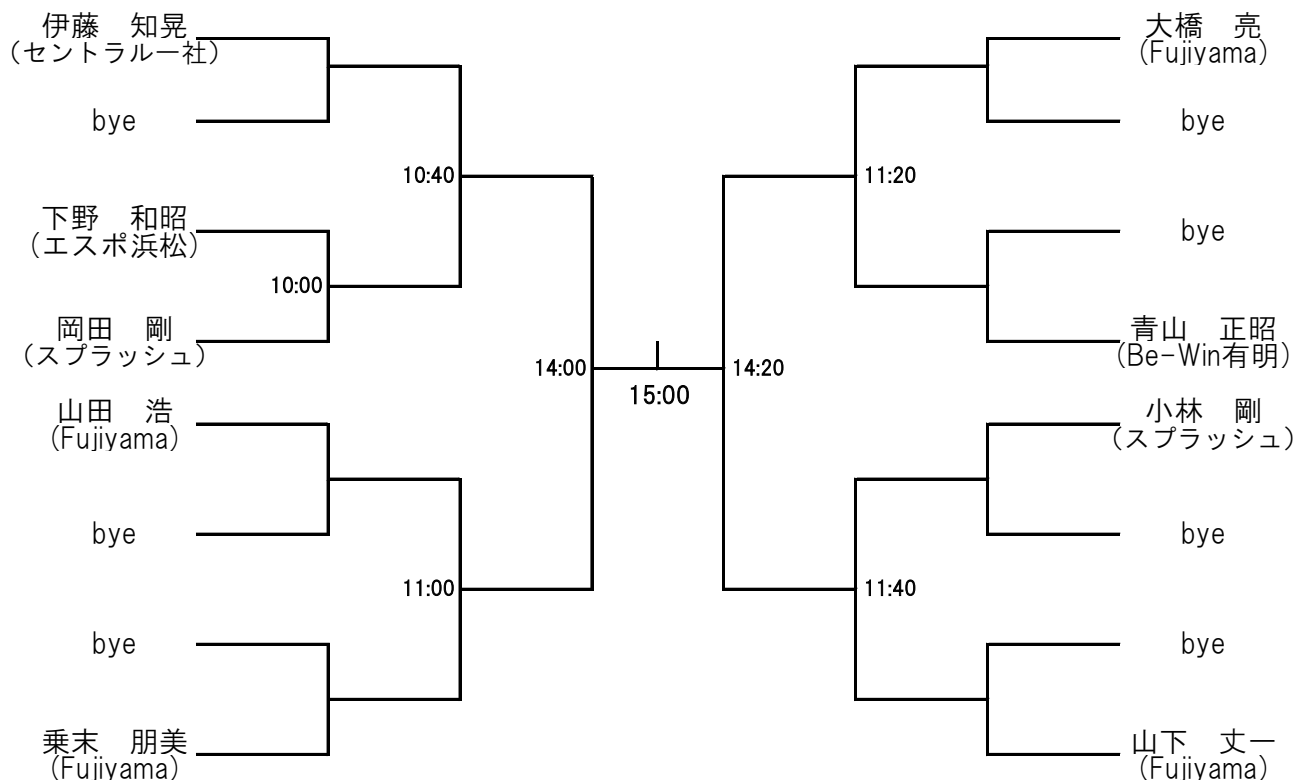 伊藤　知晃
（セントラル一社）
bye
10:40
下野　和昭
（エスポ浜松）
10:00
岡田　剛
（スプラッシュ）
14:00
山田　浩
（Fujiyama）
bye
11:00
bye
乗末　朋美
（Fujiyama）
15:00
大橋　亮
（Fujiyama）
bye
11:20
bye
青山　正昭
（Be-Win有明）
14:20
小林　剛
（スプラッシュ）
bye
11:40
bye
山下　丈一
（Fujiyama）